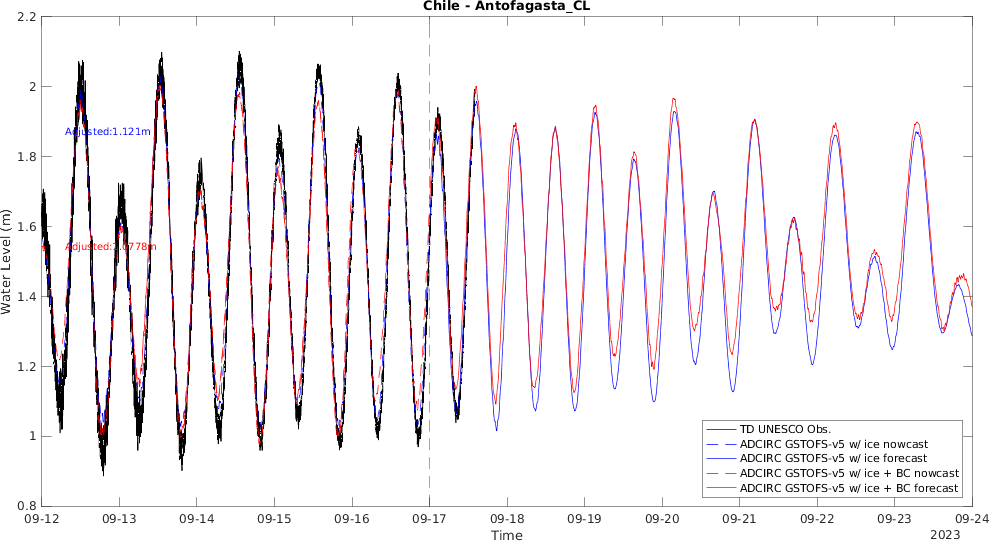 Chile - Antofagasta_CL
2.2
2
1.8
1.6
1.4
1.2
1
0.8
Water Level (m)
Adjusted:1.121m
TD UNESCO Obs.
ADCIRC GSTOFS-v5 w/ ice nowcast
ADCIRC GSTOFS-v5 w/ ice forecast
ADCIRC GSTOFS-v5 w/ ice + BC nowcast
ADCIRC GSTOFS-v5 w/ ice + BC forecast
09-12 09-13 09-14 09-15 09-16 09-17 09-18 09-19 09-20 09-21 09-22 09-23 09-24
Time
2023